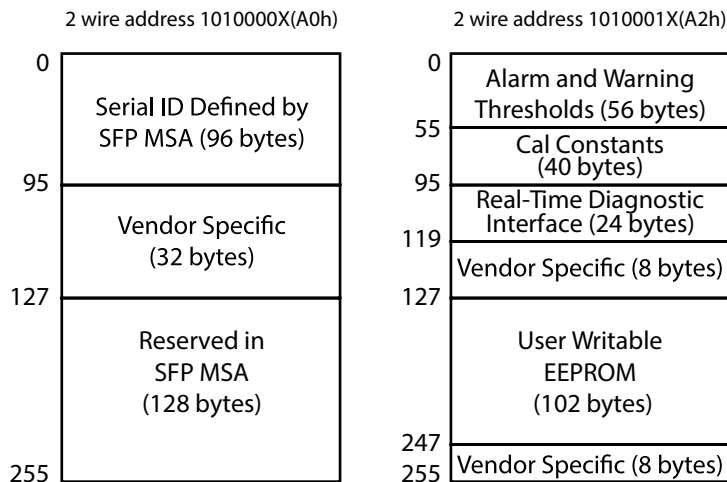 2 wire address 1010000X(A0h)
0
Serial ID Defined by
SFP MSA (96 bytes)
95
Vendor Specific
(32 bytes)
127
Reserved in
SFP MSA
(128 bytes)
255
2 wire address 1010001X(A2h)
0
Alarm and Warning
Thresholds (56 bytes)
55
Cal Constants
(40 bytes)
95
Real-Time Diagnostic
Interface (24 bytes)
119
Vendor Specific (8 bytes)
127
User Writable
EEPROM
(102 bytes)
247
Vendor Specific (8 bytes)
255